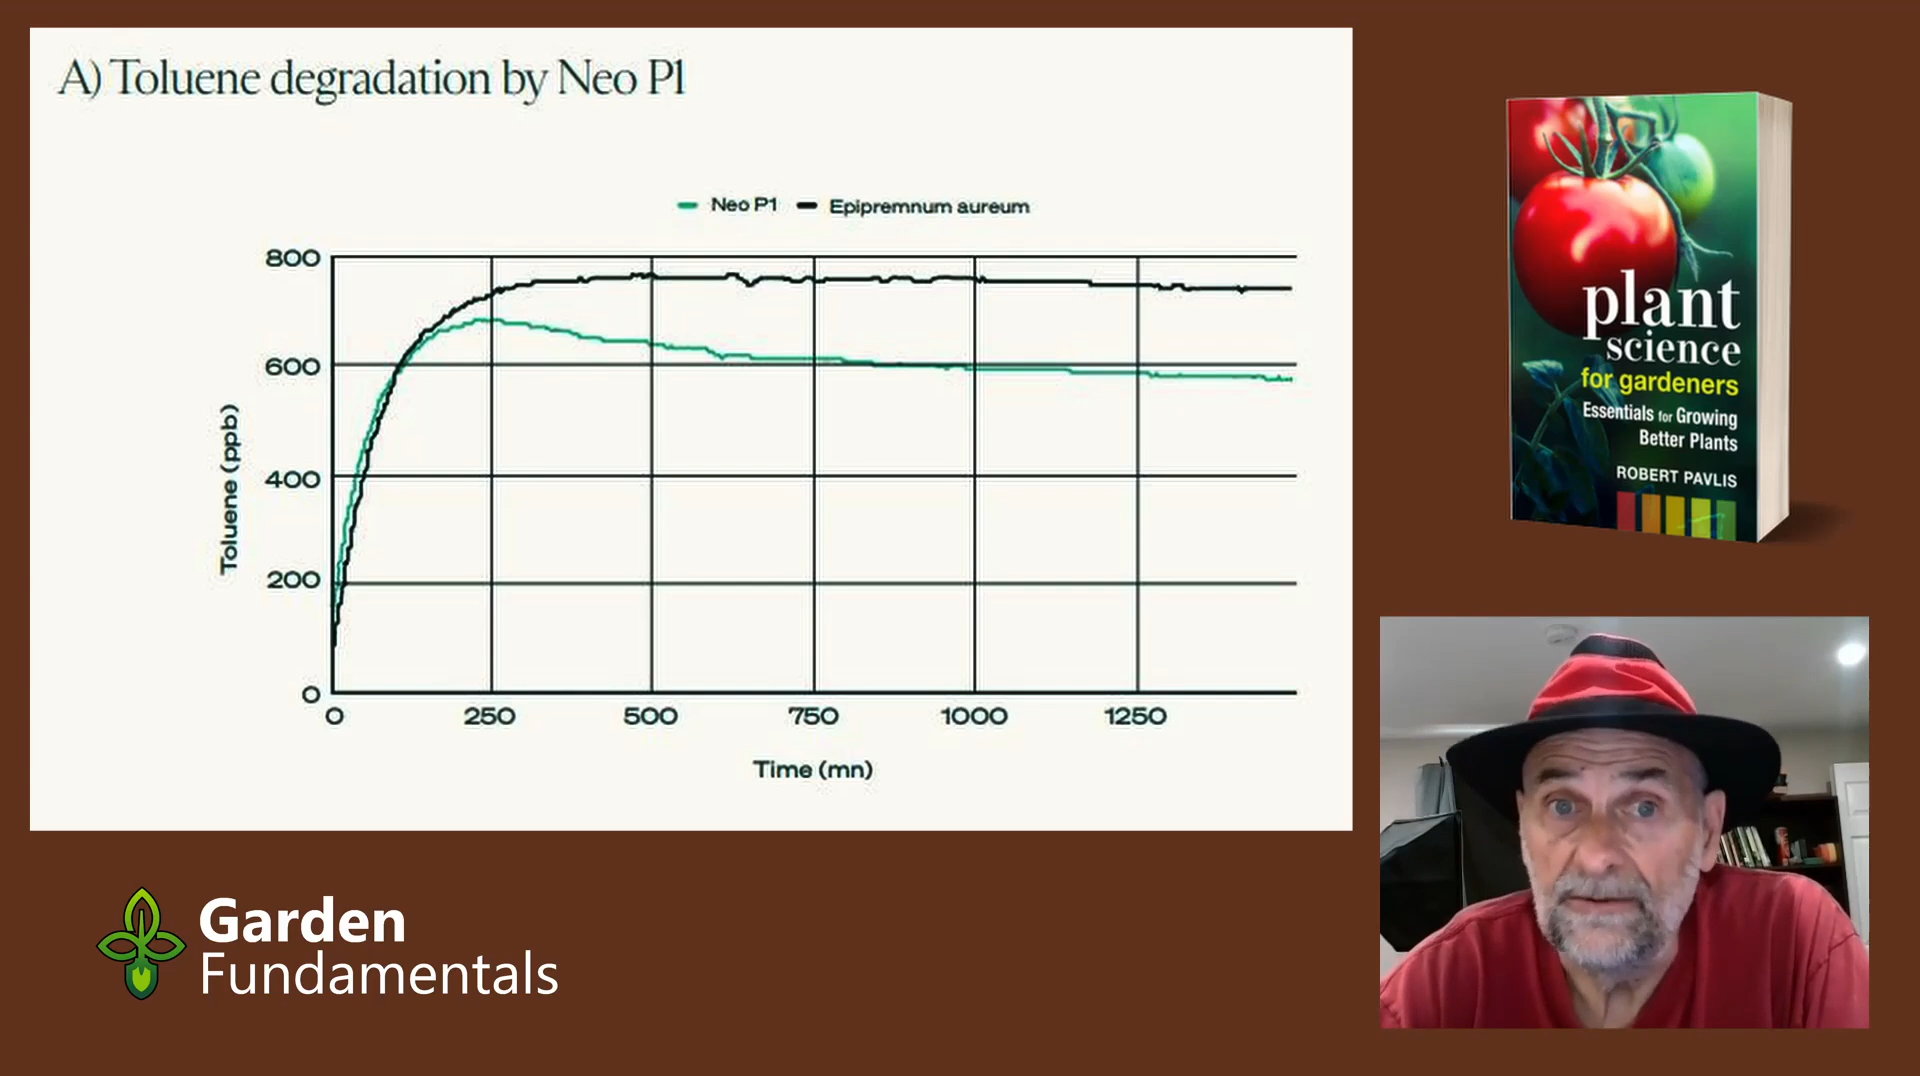 A) Toluene degradation by Neo P1
Neo P1
Epipremnum aureum
800
600
400
200
0
Toluene (ppb)
0
250
500
750
1000
1250
Time (mn)
plant
science
for gardeners
Essentials for Growing
Better Plants
ROBERT PAVLIS
Garden
Fundamentals